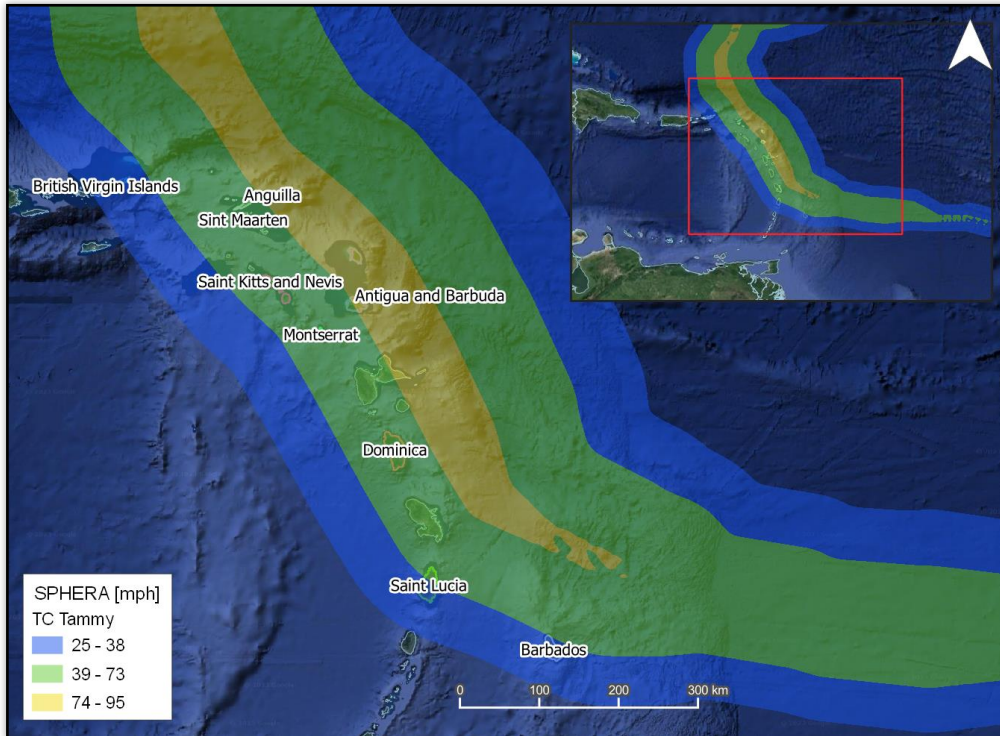 British Virgin Islands
Anguilla
Sint Maarten
Saint Kitts and Nevis
Antigua and Barbuda
Montserrat
Dominica
Saint Lucia
Barbados
SPHERA [mph]
TC Tammy
25 - 38
39 - 73
74 - 95
0 100 200 300 km